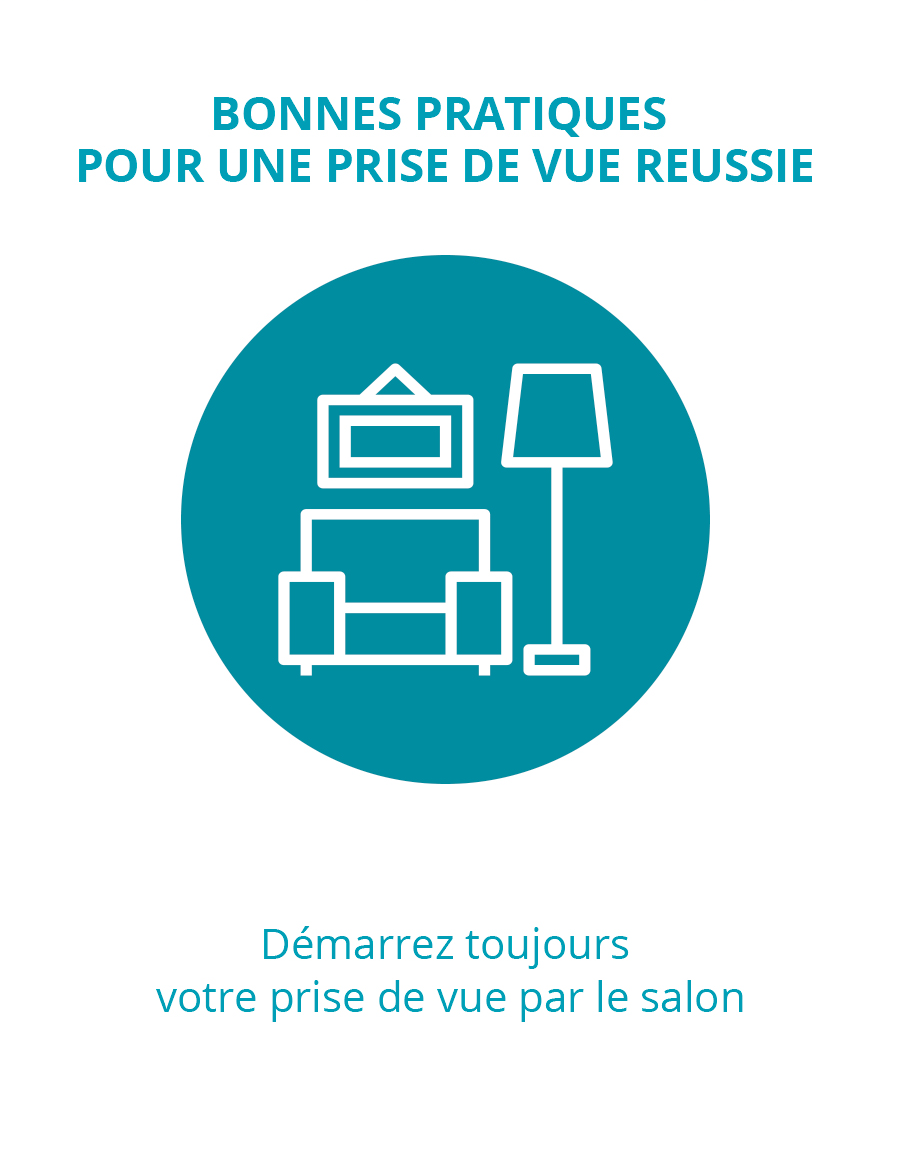 BONNES PRATIQUES
POUR UNE PRISE DE VUE REUSSIE
Démarrez toujours
votre prise de vue par le salon